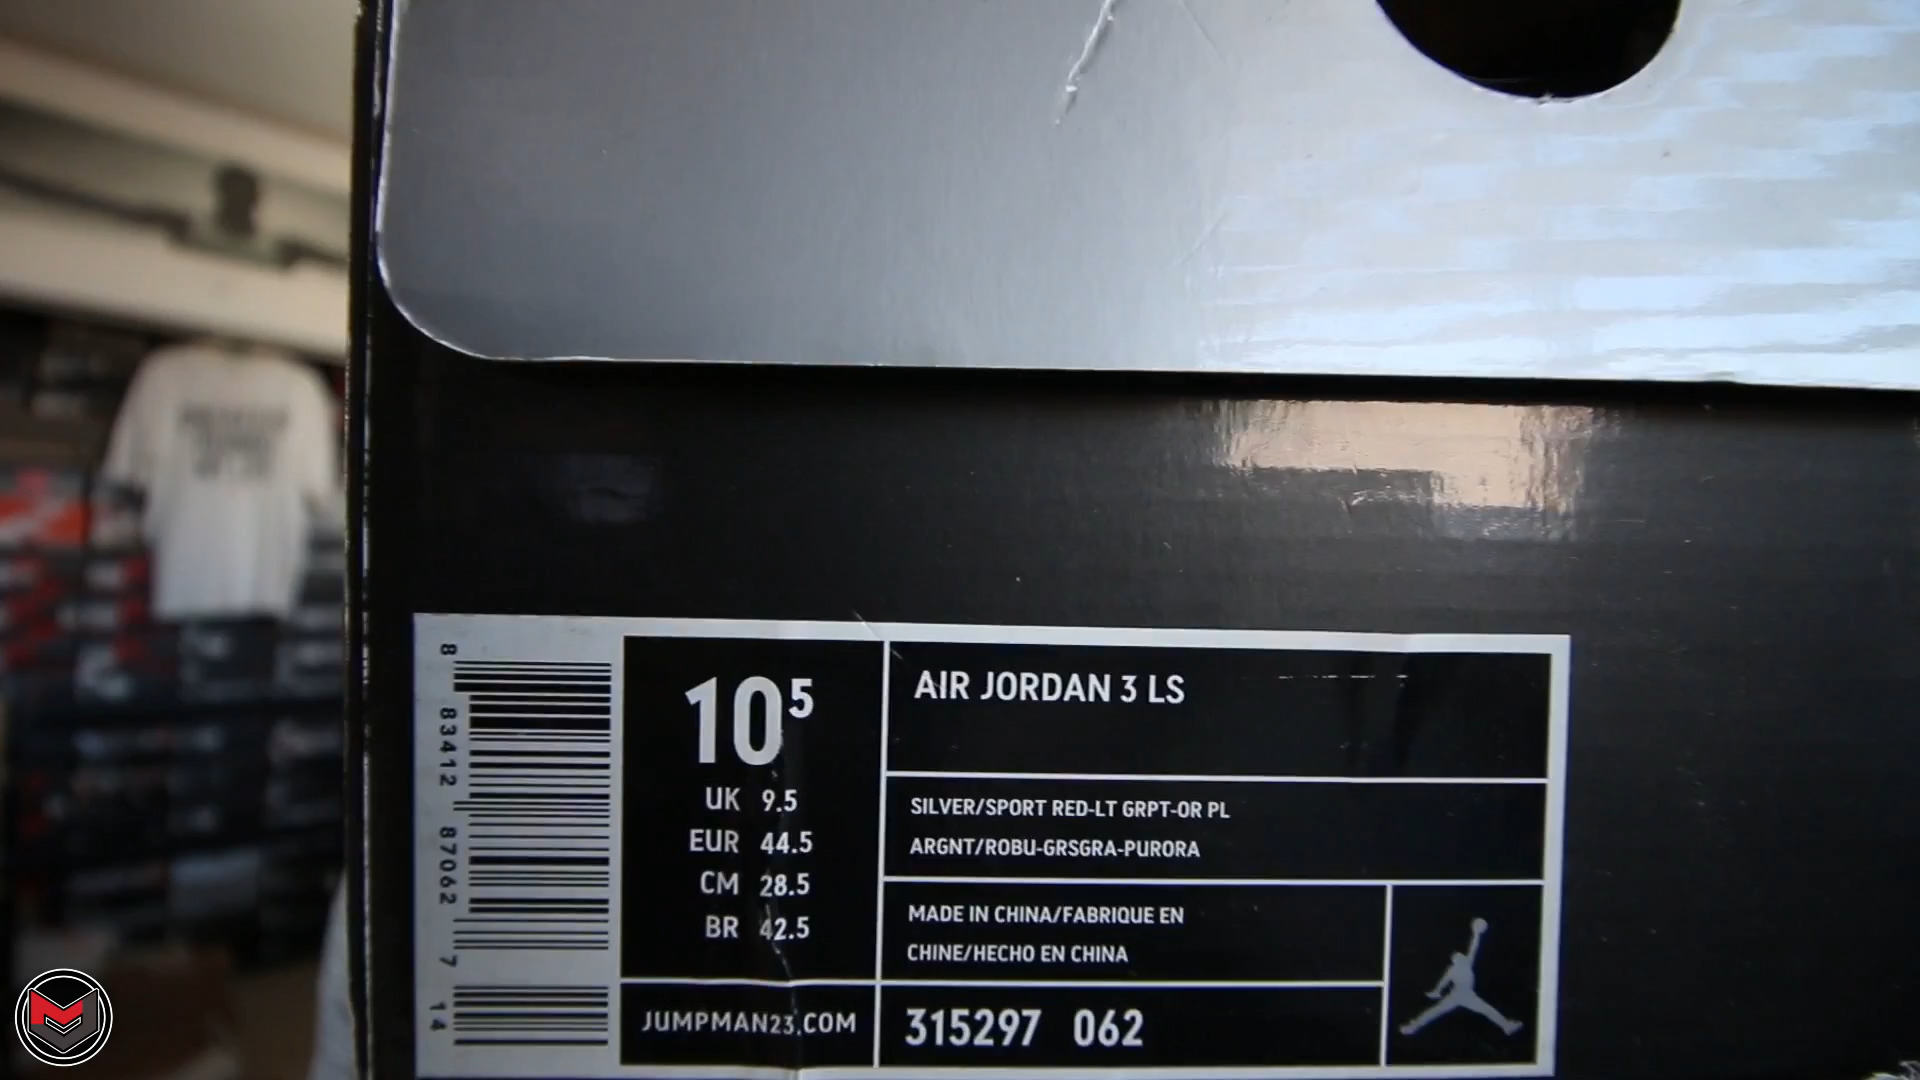 8 83412 87062 7 14
10⁵
UK 9.5
EUR 44.5
CM 28.5
BR 42.5
JUMPMAN23.COM
AIR JORDAN 3 LS
SILVER/SPORT RED-LT GRPT-OR PL
ARGNT/ROBU-GRSGRA-PURORA
MADE IN CHINA/FABRIQUE EN
CHINE/HECHO EN CHINA
315297 062